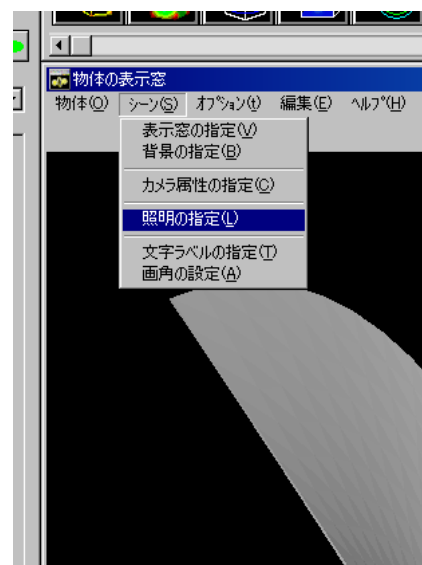 物体の表示窓
物体(O) シーン(S) オプション(t) 編集(E) ヘルプ(H)
表示窓の指定(V)
背景の指定(B)
カメラ属性の指定(C)
照明の指定(L)
文字ラベルの指定(T)
画角の設定(A)